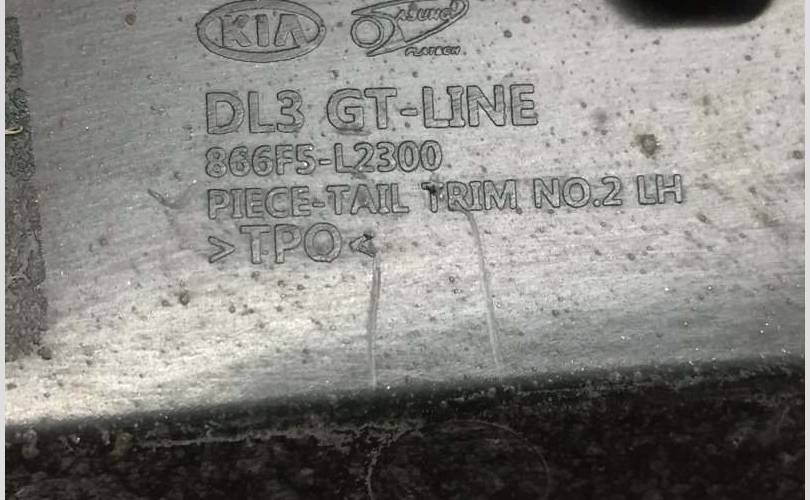 KIA
DL3 GT-LINE
866F5-L2300
PIECE-TAIL TRIM NO.2 LH
>TPO<